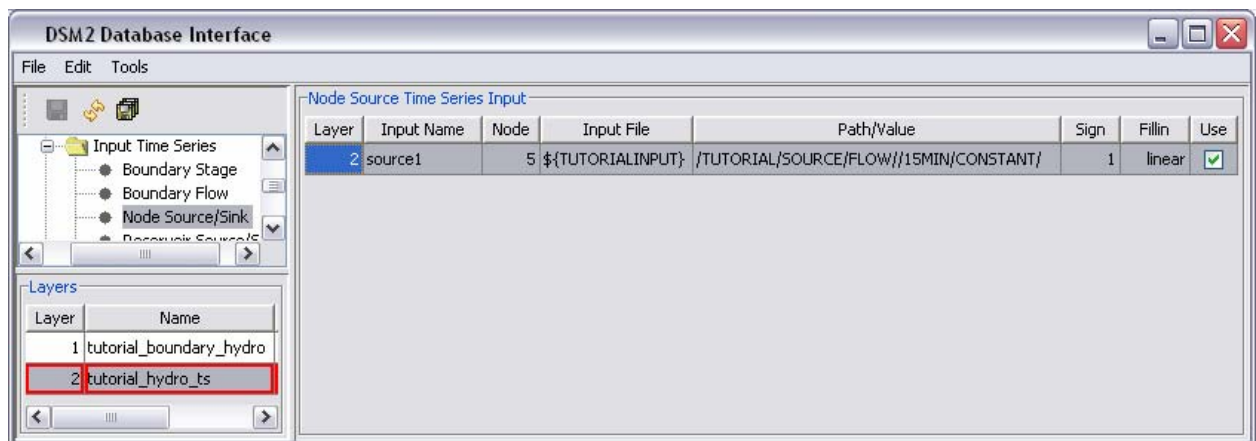 DSM2 Database Interface
File Edit Tools
Input Time Series
Boundary Stage
Boundary Flow
Node Source/Sink
Layers
Layer Name
1 tutorial_boundary_hydro
2 tutorial_hydro_ts
Node Source Time Series Input
Layer Input Name Node Input File Path/Value Sign Fillin Use
2 source1 5 ${TUTORIALINPUT} /TUTORIAL/SOURCE/FLOW//15MIN/CONSTANT/ 1 linear